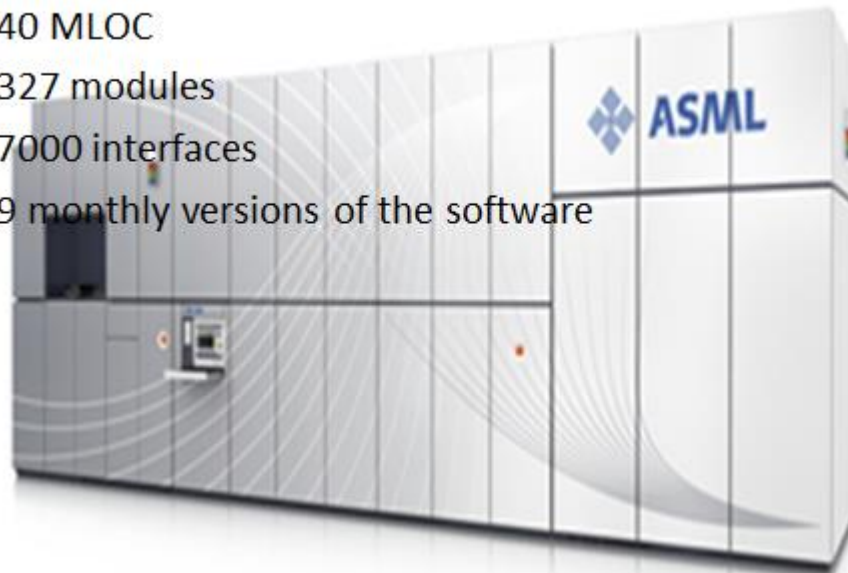 40 MLOC
327 modules
7000 interfaces
9 monthly versions of the software
ASML